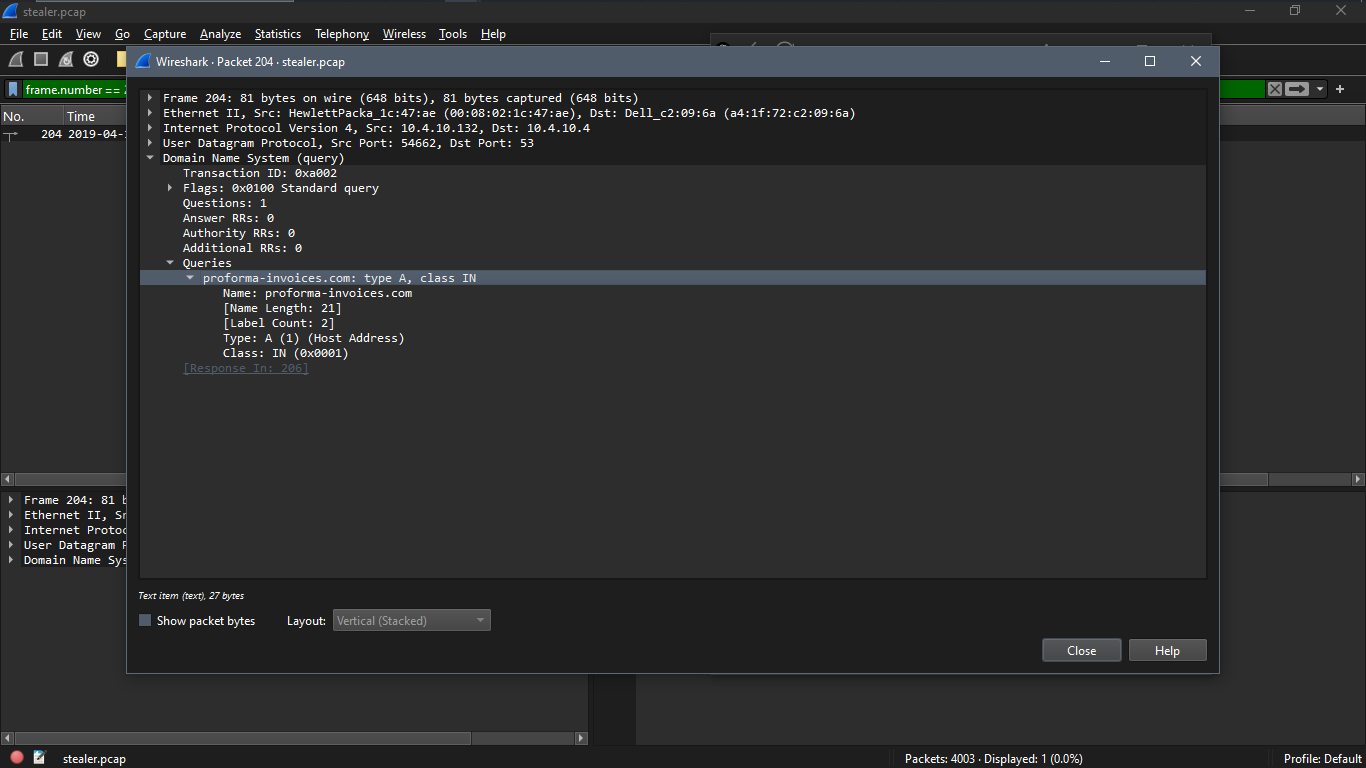 stealer.pcap
File Edit View Go Capture Analyze Statistics Telephony Wireless Tools Help
Wireshark · Packet 204 · stealer.pcap
frame.number ==
No. Time
204 2019-04-
Frame 204: 81 bytes on wire (648 bits), 81 bytes captured (648 bits)
Ethernet II, Src: HewlettPacka_1c:47:ae (00:08:02:1c:47:ae), Dst: Dell_c2:09:6a (a4:1f:72:c2:09:6a)
Internet Protocol Version 4, Src: 10.4.10.132, Dst: 10.4.10.4
User Datagram Protocol, Src Port: 54662, Dst Port: 53
Domain Name System (query)
Transaction ID: 0xa002
Flags: 0x0100 Standard query
Questions: 1
Answer RRs: 0
Authority RRs: 0
Additional RRs: 0
Queries
proforma-invoices.com: type A, class IN
Name: proforma-invoices.com
[Name Length: 21]
[Label Count: 2]
Type: A (1) (Host Address)
Class: IN (0x0001)
[Response In: 206]
Frame 204: 81 b
Ethernet II, Sr
Internet Protoc
User Datagram P
Domain Name Sys
Text item (text), 27 bytes
Show packet bytes Layout: Vertical (Stacked)
Close Help
stealer.pcap Packets: 4003 · Displayed: 1 (0.0%) Profile: Default